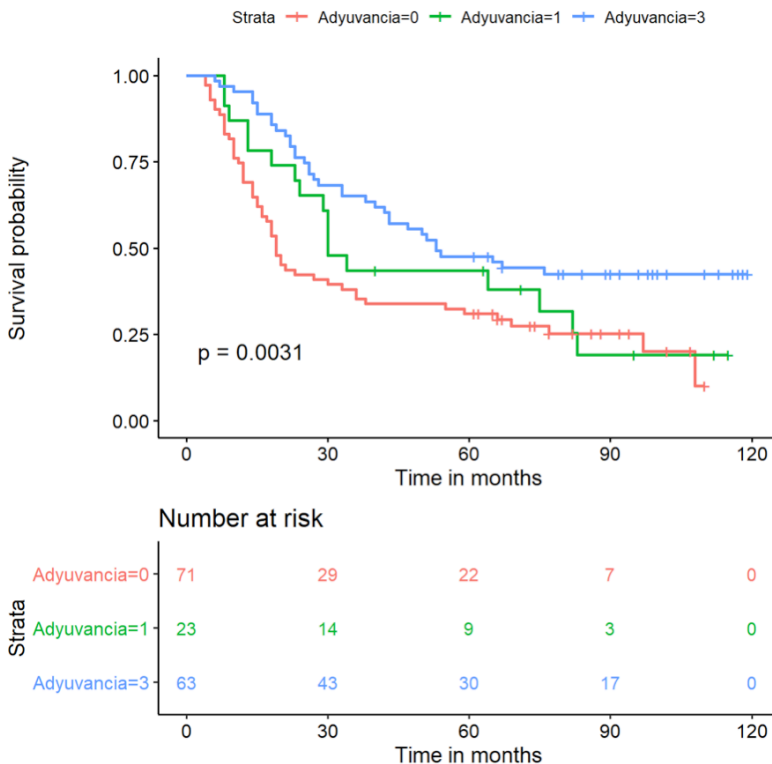 Strata Adyuvancia=0 Adyuvancia=1 Adyuvancia=3
1.00
0.75
0.50
0.25
0.00
Survival probability
p = 0.0031
0 30 60 90 120
Time in months
Number at risk
Strata
Adyuvancia=0 71 29 22 7 0
Adyuvancia=1 23 14 9 3 0
Adyuvancia=3 63 43 30 17 0
0 30 60 90 120
Time in months